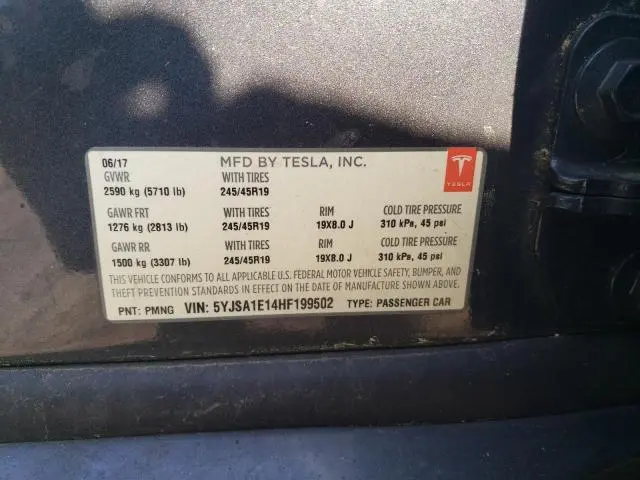 06/17 MFD BY TESLA, INC.
GVWR WITH TIRES
2590 kg (5710 lb) 245/45R19
TESLA
GAWR FRT WITH TIRES RIM COLD TIRE PRESSURE
1276 kg (2813 lb) 245/45R19 19X8.0 J 310 kPa, 45 psi
GAWR RR WITH TIRES RIM COLD TIRE PRESSURE
1500 kg (3307 lb) 245/45R19 19X8.0 J 310 kPa, 45 psi
THIS VEHICLE CONFORMS TO ALL APPLICABLE U.S. FEDERAL MOTOR VEHICLE SAFETY, BUMPER, AND
THEFT PREVENTION STANDARDS IN EFFECT ON THE DATE OF MANUFACTURE SHOWN ABOVE.
PNT: PMNG VIN: 5YJSA1E14HF199502 TYPE: PASSENGER CAR